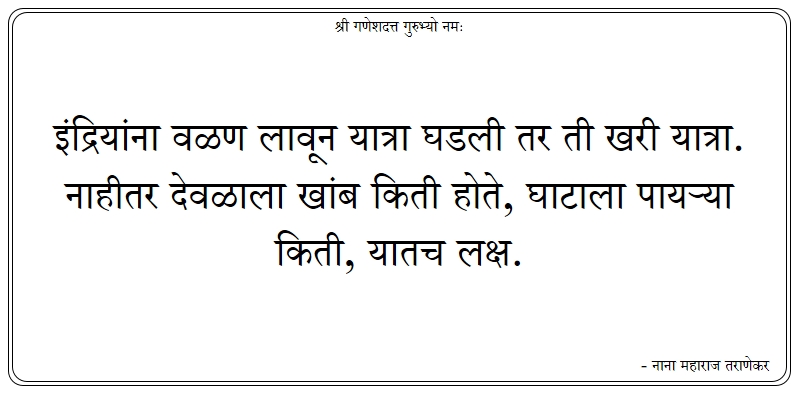 श्री गणेशदत्त गुरुभ्यो नमः
इंद्रियांना वळण लावून यात्रा घडली तर ती खरी यात्रा.
नाहीतर देवळाला खांब किती होते, घाटाला पायऱ्या
किती, यातच लक्ष.
- नाना महाराज तराणेकर